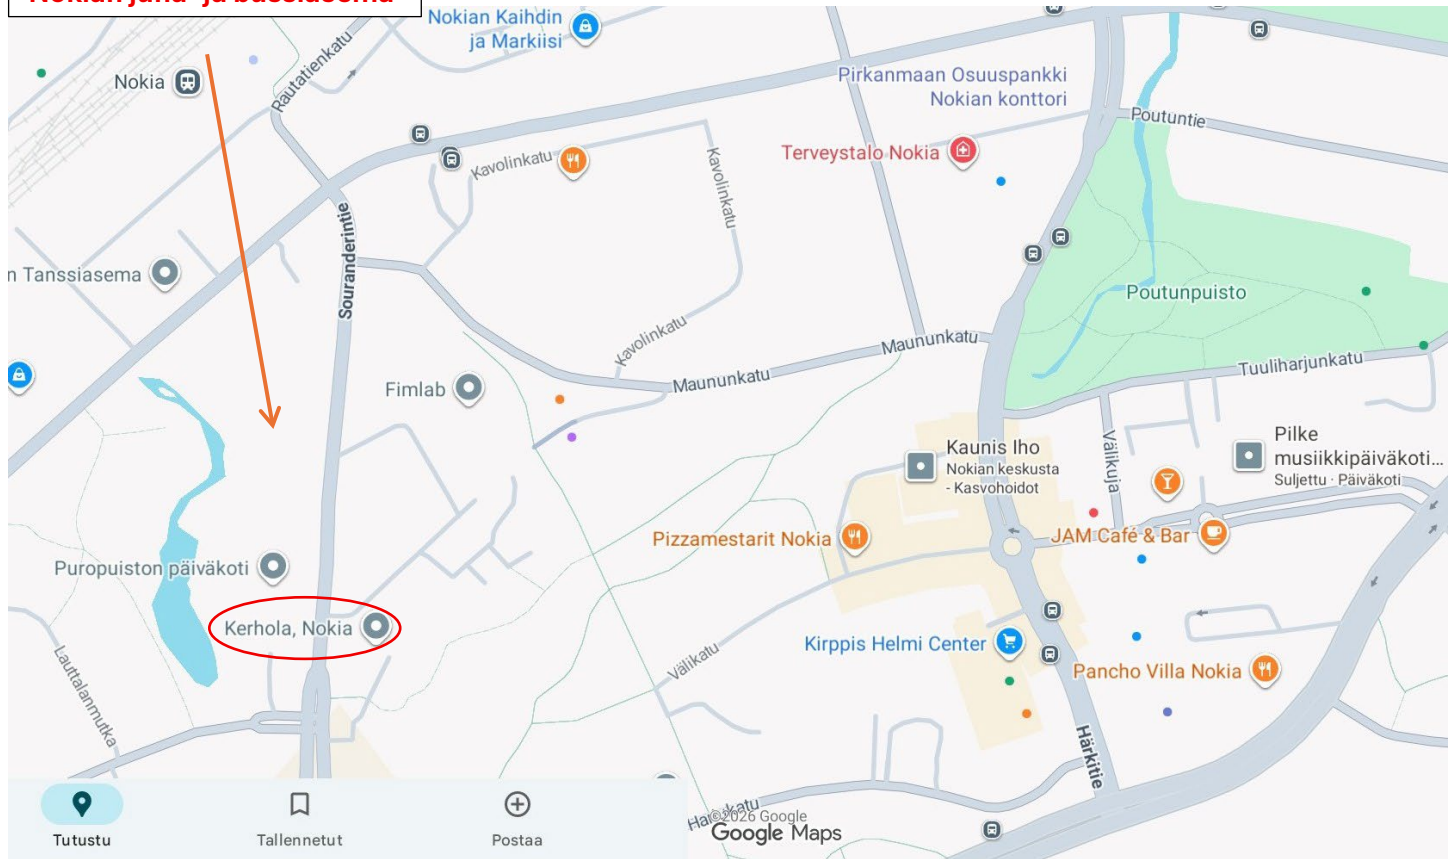 Nokian juna- ja bussiasema
Nokian Kaihdin
ja Markiisi
Nokia
Rautatienkatu
Pirkanmaan Osuuspankki
Nokian konttori
Poutuntie
Terveystalo Nokia
Kavolinkatu
Kavolinkatu
Souranderintie
n Tanssiasema
Poutunpuisto
Kavolinkatu
Maununkatu
Tuuliharjunkatu
Maununkatu
Fimlab
Kaunis Iho
Nokian keskusta
- Kasvohoidot
Välikuja
Pilke
musiikkipäiväkoti...
Suljettu · Päiväkoti
Pizzamestarit Nokia
JAM Café & Bar
Puropuiston päiväkoti
Kerhola, Nokia
Kirppis Helmi Center
Välikatu
Pancho Villa Nokia
Lauttalanmutka
Härkitie
©2026 Google
Google Maps
Tutustu
Tallennetut
Postaa